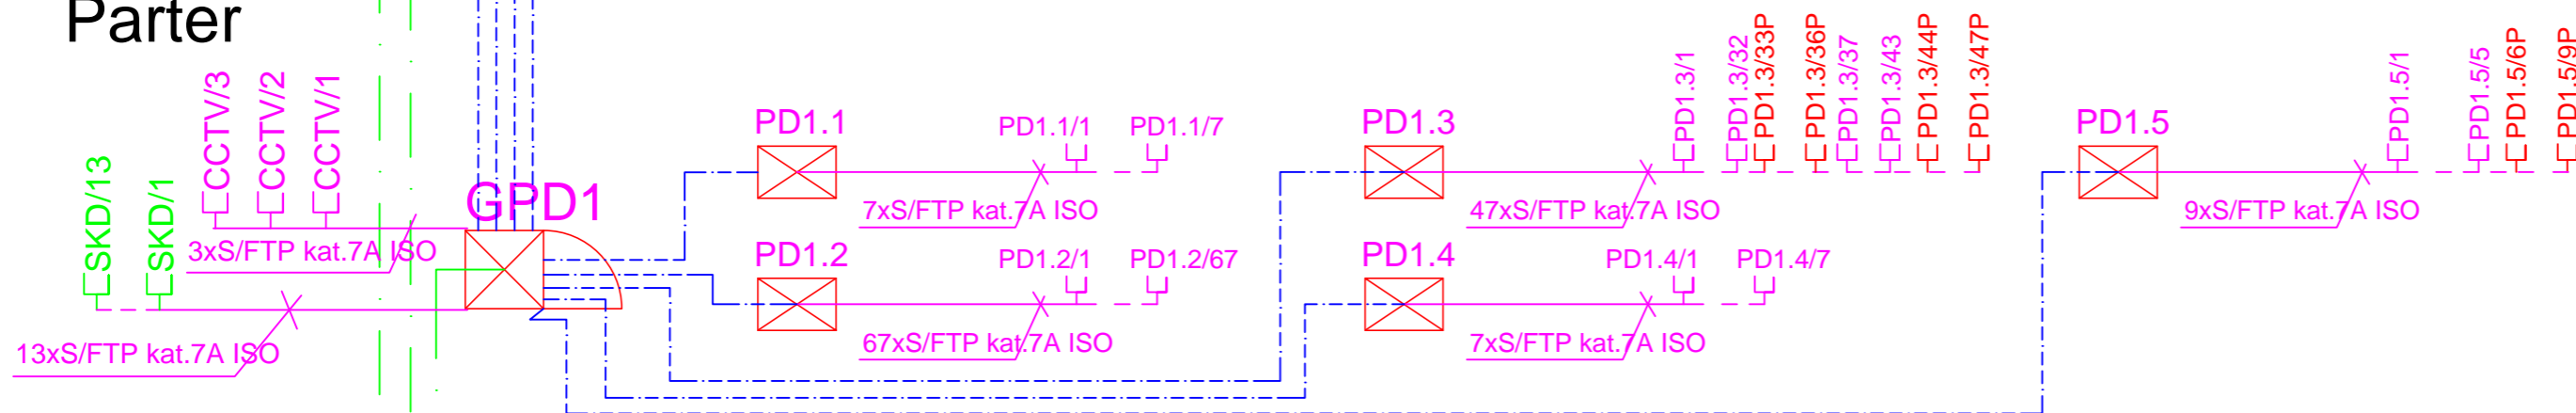 Parter
SKD/13
SKD/1
CCTV/3
CCTV/2
CCTV/1
3xS/FTP kat.7A ISO
13xS/FTP kat.7A ISO
GPD1
PD1.1
PD1.1/1
PD1.1/7
7xS/FTP kat.7A ISO
PD1.2
PD1.2/1
PD1.2/67
67xS/FTP kat.7A ISO
PD1.3
PD1.3/1
PD1.3/32
PD1.3/33P
PD1.3/36P
PD1.3/37
PD1.3/43
PD1.3/44P
PD1.3/47P
47xS/FTP kat.7A ISO
PD1.4
PD1.4/1
PD1.4/7
7xS/FTP kat.7A ISO
PD1.5
PD1.5/1
PD1.5/5
PD1.5/6P
PD1.5/9P
9xS/FTP kat.7A ISO